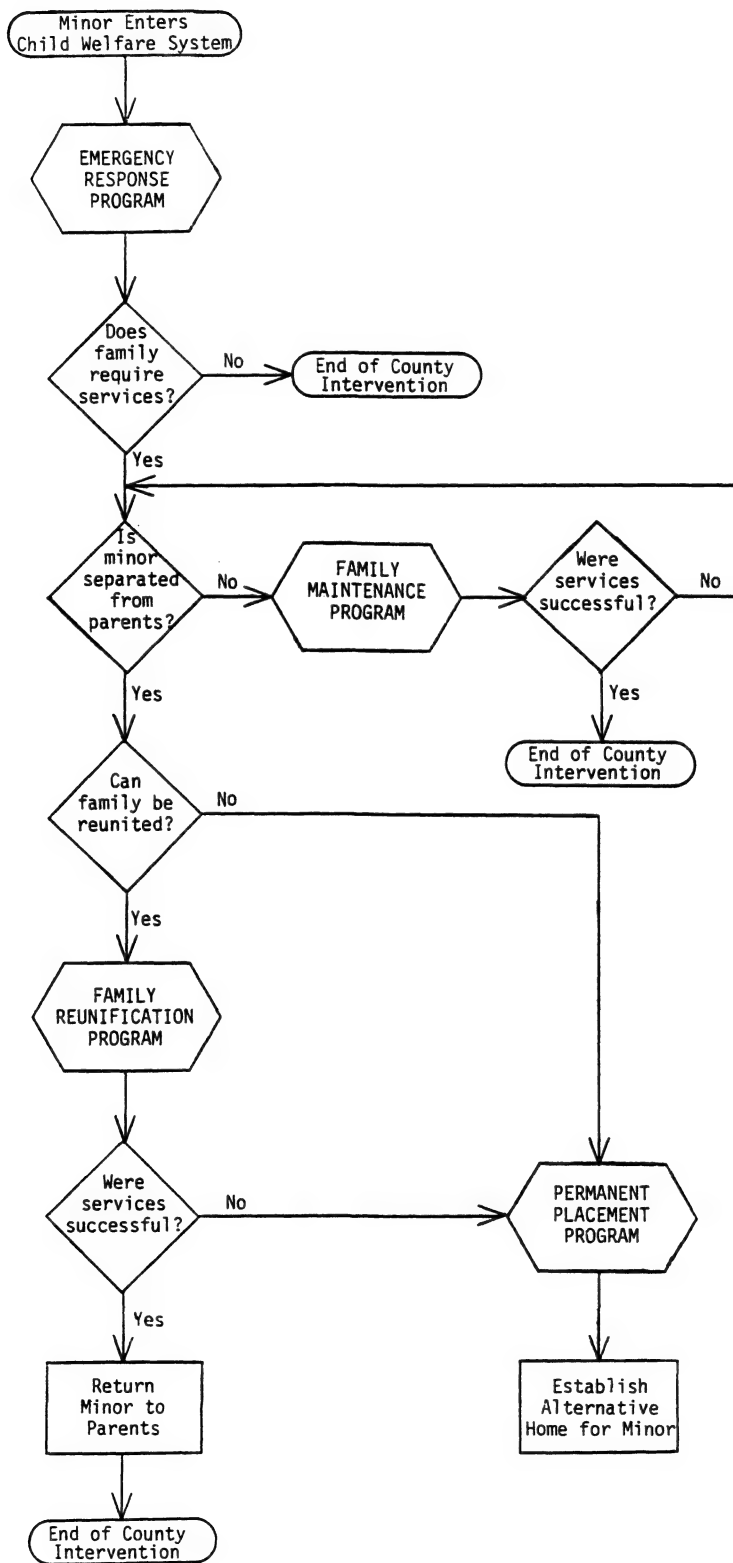 Minor Enters
Child Welfare System
EMERGENCY
RESPONSE
PROGRAM
Does
family
require
services?
No
End of County
Intervention
Yes
Is
minor
separated
from
parents?
No
FAMILY
MAINTENANCE
PROGRAM
Were
services
successful?
No
Yes
Yes
End of County
Intervention
Can
family be
reunited?
No
Yes
FAMILY
REUNIFICATION
PROGRAM
Were
services
successful?
No
PERMANENT
PLACEMENT
PROGRAM
Yes
Return
Minor to
Parents
Establish
Alternative
Home for Minor
End of County
Intervention